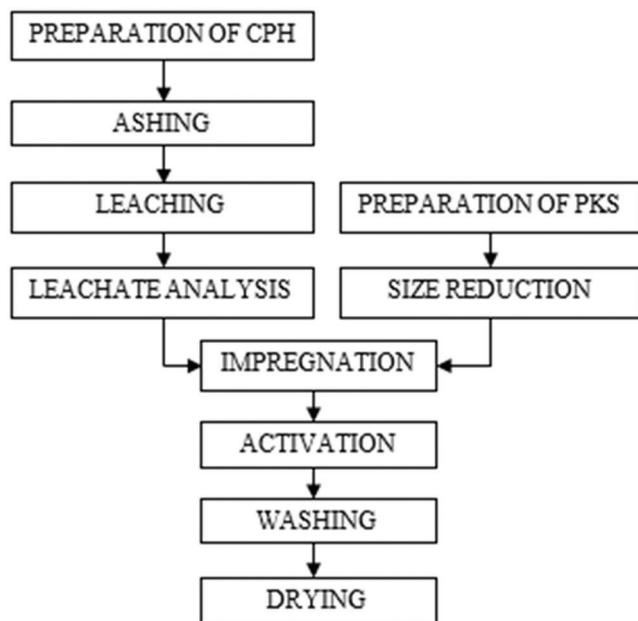 PREPARATION OF CPH
ASHING
LEACHING
PREPARATION OF PKS
LEACHATE ANALYSIS
SIZE REDUCTION
IMPREGNATION
ACTIVATION
WASHING
DRYING